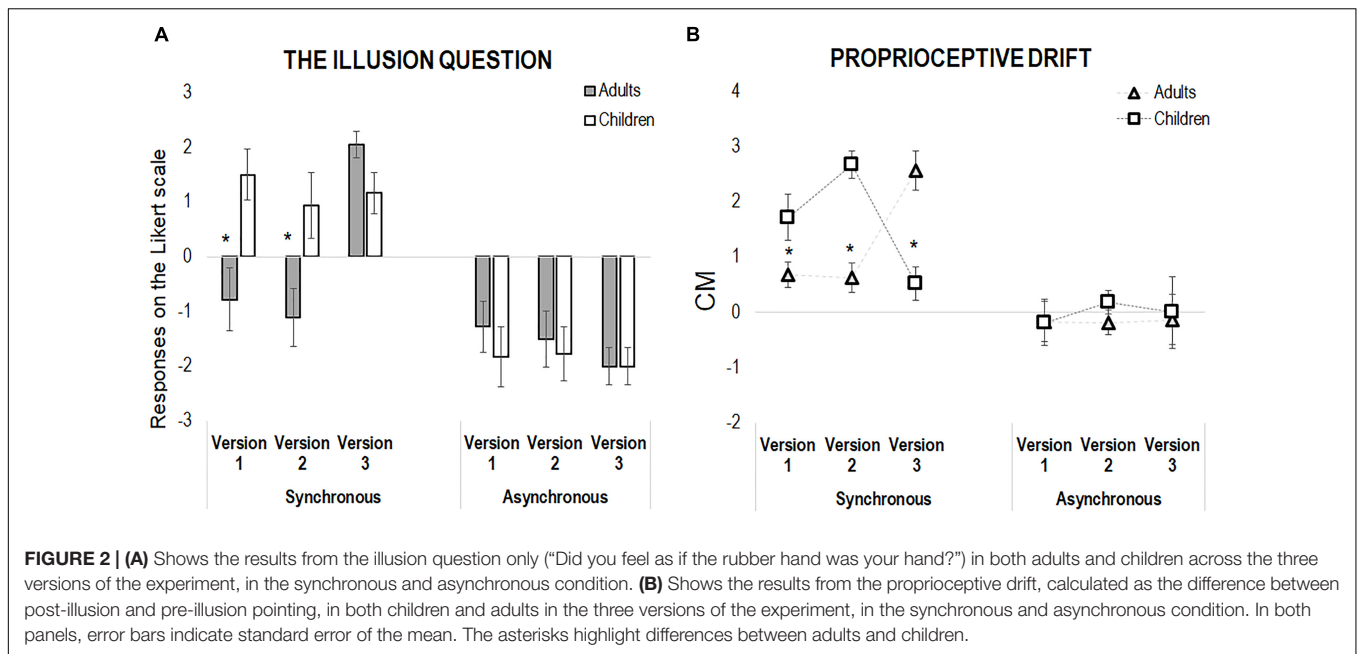 A
THE ILLUSION QUESTION
3
2
1
0
-1
-2
-3
Responses on the Likert scale
Adults
Children
*
*
Version 1
Version 2
Version 3
Version 1
Version 2
Version 3
Synchronous
Asynchronous
B
PROPRIOCEPTIVE DRIFT
4
3
2
1
0
-1
-2
CM
Adults
Children
*
*
*
Version 1
Version 2
Version 3
Version 1
Version 2
Version 3
Synchronous
Asynchronous
FIGURE 2 | (A) Shows the results from the illusion question only (“Did you feel as if the rubber hand was your hand?”) in both adults and children across the three
versions of the experiment, in the synchronous and asynchronous condition. (B) Shows the results from the proprioceptive drift, calculated as the difference between
post-illusion and pre-illusion pointing, in both children and adults in the three versions of the experiment, in the synchronous and asynchronous condition. In both
panels, error bars indicate standard error of the mean. The asterisks highlight differences between adults and children.